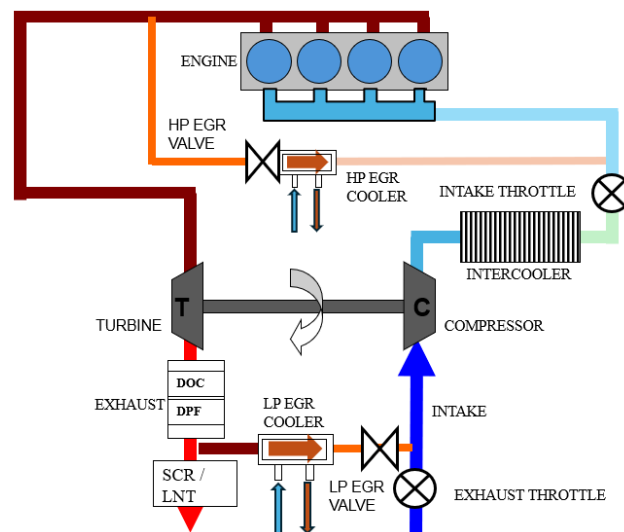 ENGINE
HP EGR
VALVE
HP EGR
COOLER
INTAKE THROTTLE
INTERCOOLER
T
C
TURBINE
COMPRESSOR
DOC
EXHAUST
DPF
LP EGR
COOLER
INTAKE
SCR /
LNT
LP EGR
VALVE
EXHAUST THROTTLE